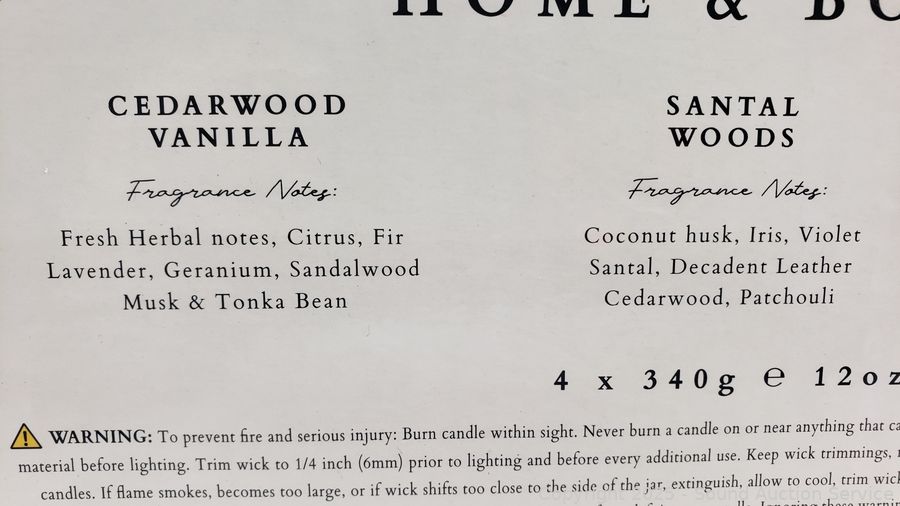 HOME & BO
CEDARWOOD
VANILLA
Fragrance Notes:
Fresh Herbal notes, Citrus, Fir
Lavender, Geranium, Sandalwood
Musk & Tonka Bean
SANTAL
WOODS
Fragrance Notes:
Coconut husk, Iris, Violet
Santal, Decadent Leather
Cedarwood, Patchouli
4 x 340g ℮ 12oz
WARNING: To prevent fire and serious injury: Burn candle within sight. Never burn a candle on or near anything that ca
material before lighting. Trim wick to 1/4 inch (6mm) prior to lighting and before every additional use. Keep wick trimmings,
candles. If flame smokes, becomes too large, or if wick shifts too close to the side of the jar, extinguish, allow to cool, trim wick
Copyright 2025 - Sound Auction Service